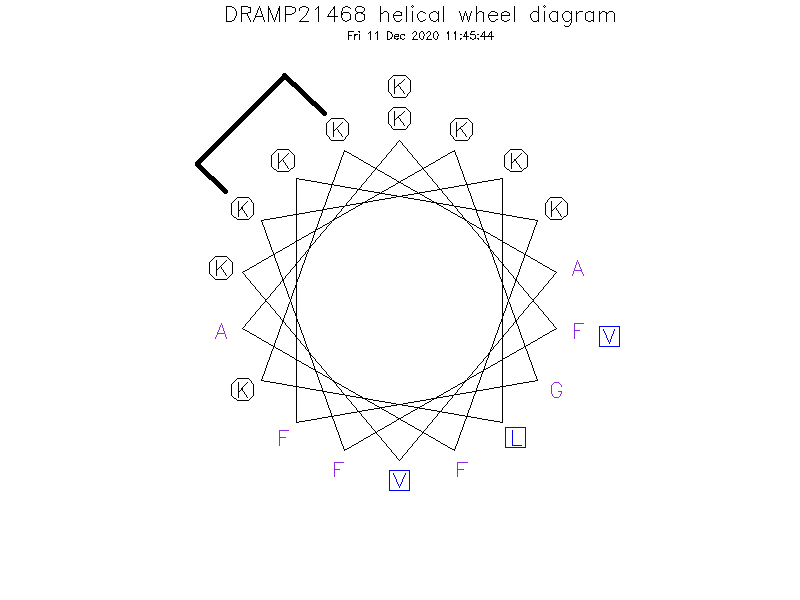 DRAMP21468 helical wheel diagram
Fri 11 Dec 2020 11:45:44
K
K
K K
K K
K K
K A
A F V
K G
F L
F F
V